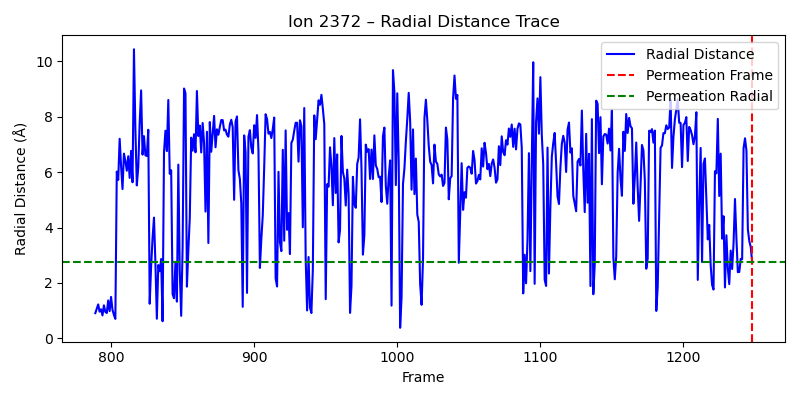 Ion 2372 – Radial Distance Trace
Radial Distance
Permeation Frame
Permeation Radial
Radial Distance (Å)
10
8
6
4
2
0
800
900
1000
1100
1200
Frame